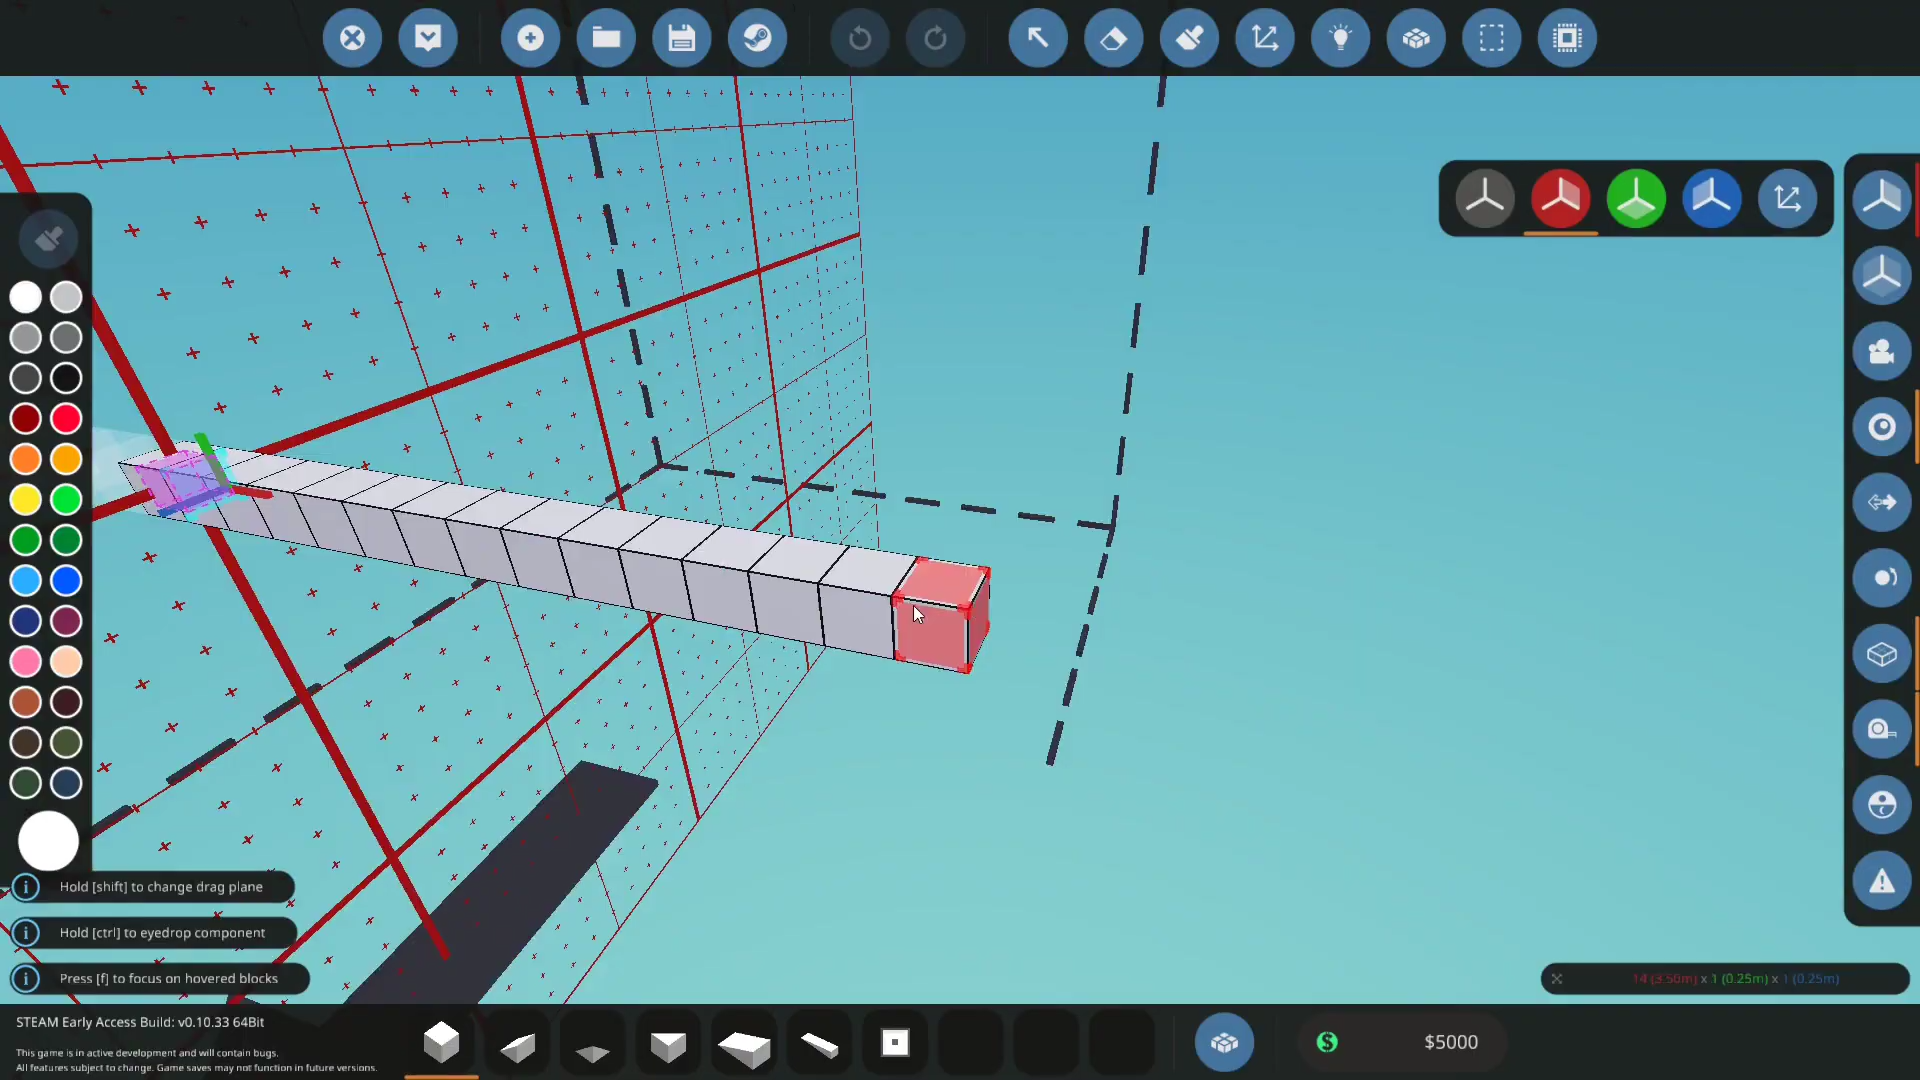 Hold [shift] to change drag plane
Hold [ctrl] to eyedrop component
Press [f] to focus on hovered blocks
14 (3.50m) x 1 (0.25m) x 1 (0.25m)
STEAM Early Access Build: v0.10.33 64Bit
This game is in active development and will contain bugs.
All features subject to change. Game saves may not function in future versions.
$5000